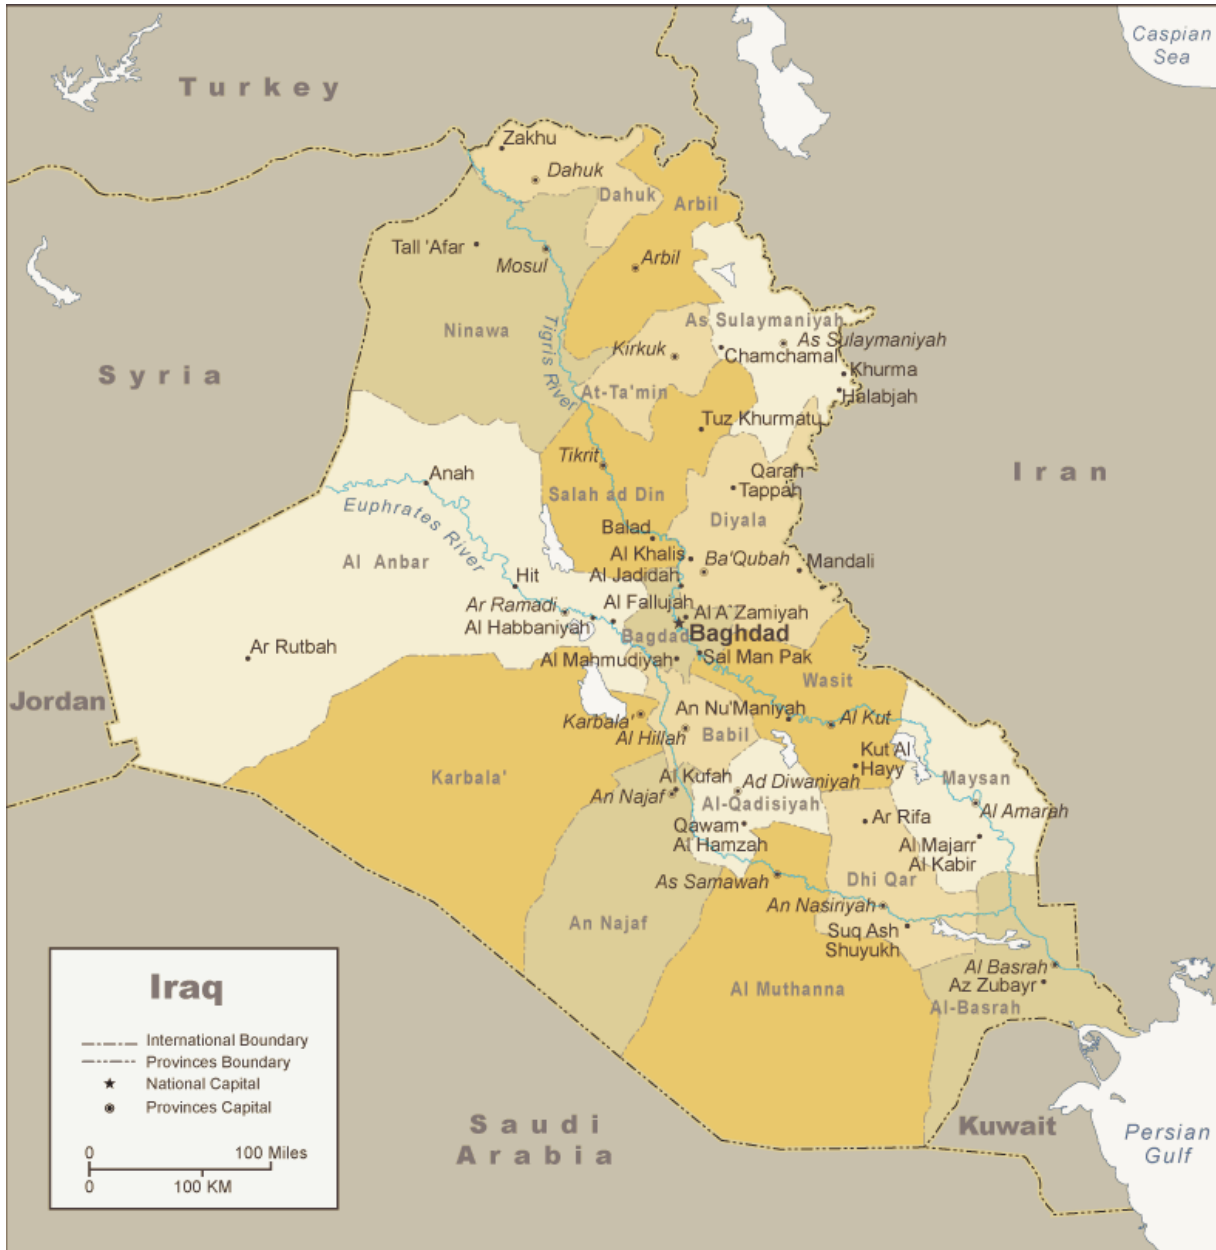 Caspian
Sea
Turkey
Zakhu
Dahuk
Dahuk
Arbil
Tall 'Afar
Mosul
Arbil
Ninawa
Tigris River
As Sulaymaniyah
As Sulaymaniyah
Kirkuk
Chamchamal
Khurma
Syria
At-Ta'min
Halabjah
Tuz Khurmatu
Tikrit
Anah
Qarah
Tappah
Iran
Salah ad Din
Euphrates River
Diyala
Balad
Al Khalis
Ba'Qubah
Mandali
Al Anbar
Hit
Al Jadidah
Ar Ramadi
Al Fallujah
Al A`Zamiyah
Al Habbaniyah
Bagdad
Baghdad
Ar Rutbah
Al Mahmudiyah
Sal Man Pak
Wasit
Jordan
An Nu'Maniyah
Karbala'
Al Hillah
Babil
Al Kut
Kut Al
Hayy
Karbala'
Al Kufah
Ad Diwaniyah
Maysan
An Najaf
Al-Qadisiyah
Al Amarah
Qawam
At Hamzah
Ar Rifa
Al Majarr
Al Kabir
As Samawah
Dhi Qar
An Nasiriyah
An Najaf
Suq Ash
Shuyukh
Al Basrah
Az Zubayr
Al Muthanna
Al-Basrah
Iraq
International Boundary
Provinces Boundary
National Capital
Provinces Capital
0 100 Miles
0 100 KM
Saudi
Arabia
Kuwait
Persian
Gulf